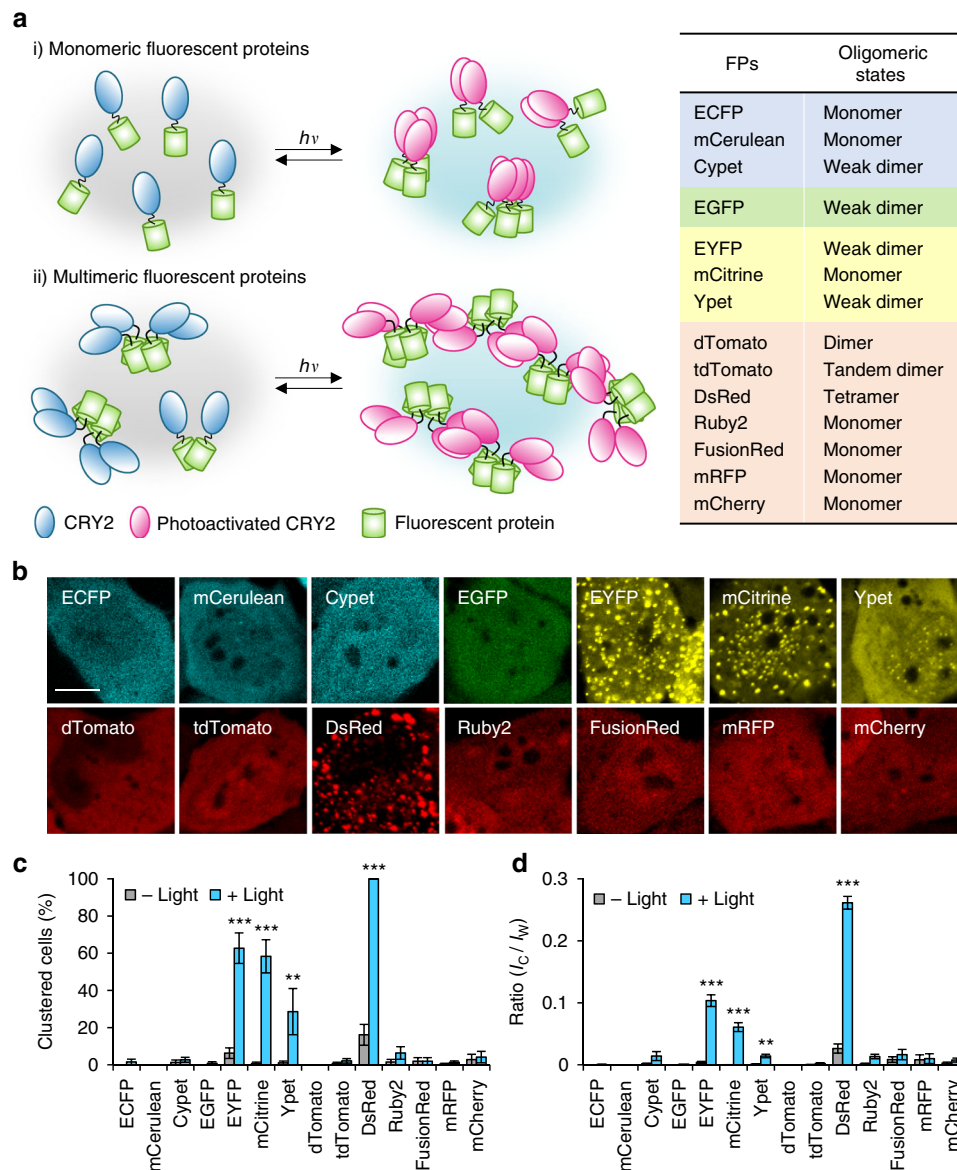 a
i) Monomeric fluorescent proteins
hν
ii) Multimeric fluorescent proteins
hν
CRY2 Photoactivated CRY2 Fluorescent protein
FPs Oligomeric states
ECFP Monomer
mCerulean Monomer
Cypet Weak dimer
EGFP Weak dimer
EYFP Weak dimer
mCitrine Monomer
Ypet Weak dimer
dTomato Dimer
tdTomato Tandem dimer
DsRed Tetramer
Ruby2 Monomer
FusionRed Monomer
mRFP Monomer
mCherry Monomer
b
ECFP mCerulean Cypet EGFP EYFP mCitrine Ypet
dTomato tdTomato DsRed Ruby2 FusionRed mRFP mCherry
c
Clustered cells (%)
100
80
60
40
20
0
– Light + Light
*** *** ** ***
ECFP
mCerulean
Cypet
EGFP
EYFP
mCitrine
Ypet
dTomato
tdTomato
DsRed
Ruby2
FusionRed
mRFP
mCherry
d
Ratio (IC / IW)
0.3
0.2
0.1
0
– Light + Light
*** *** ** ***
ECFP
mCerulean
Cypet
EGFP
EYFP
mCitrine
Ypet
dTomato
tdTomato
DsRed
Ruby2
FusionRed
mRFP
mCherry